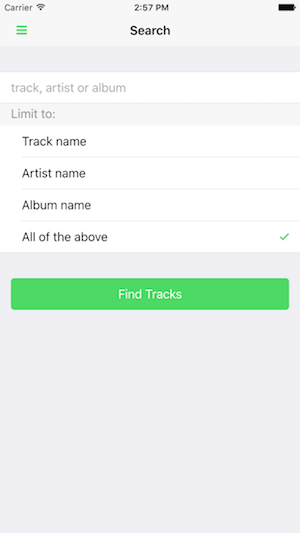 Carrier 2:57 PM
Search
track, artist or album
Limit to:
Track name
Artist name
Album name
All of the above
Find Tracks